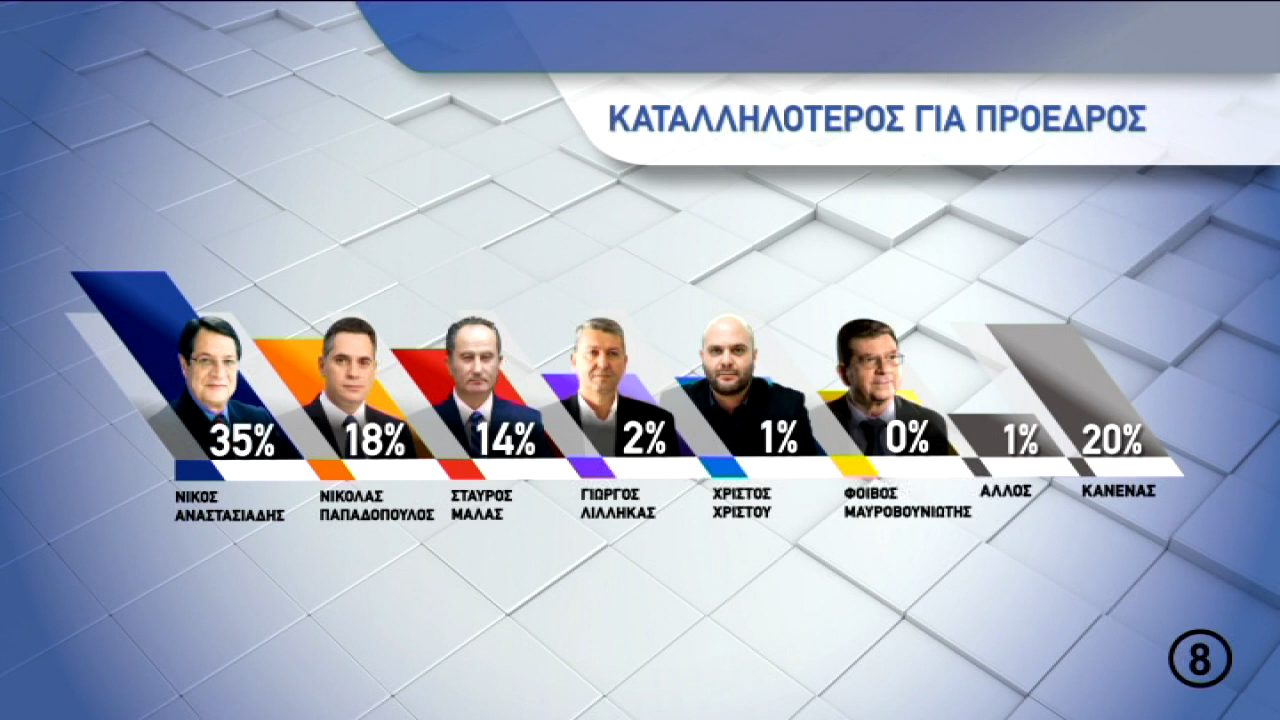 ΚΑΤΑΛΛΗΛΟΤΕΡΟΣ ΓΙΑ ΠΡΟΕΔΡΟΣ
35%
18%
14%
2%
1%
0%
1%
20%
ΝΙΚΟΣ
ΑΝΑΣΤΑΣΙΑΔΗΣ
ΝΙΚΟΛΑΣ
ΠΑΠΑΔΟΠΟΥΛΟΣ
ΣΤΑΥΡΟΣ
ΜΑΛΑΣ
ΓΙΩΡΓΟΣ
ΛΙΛΛΗΚΑΣ
ΧΡΙΣΤΟΣ
ΧΡΙΣΤΟΥ
ΦΟΙΒΟΣ
ΜΑΥΡΟΒΟΥΝΙΩΤΗΣ
ΑΛΛΟΣ
ΚΑΝΕΝΑΣ
8